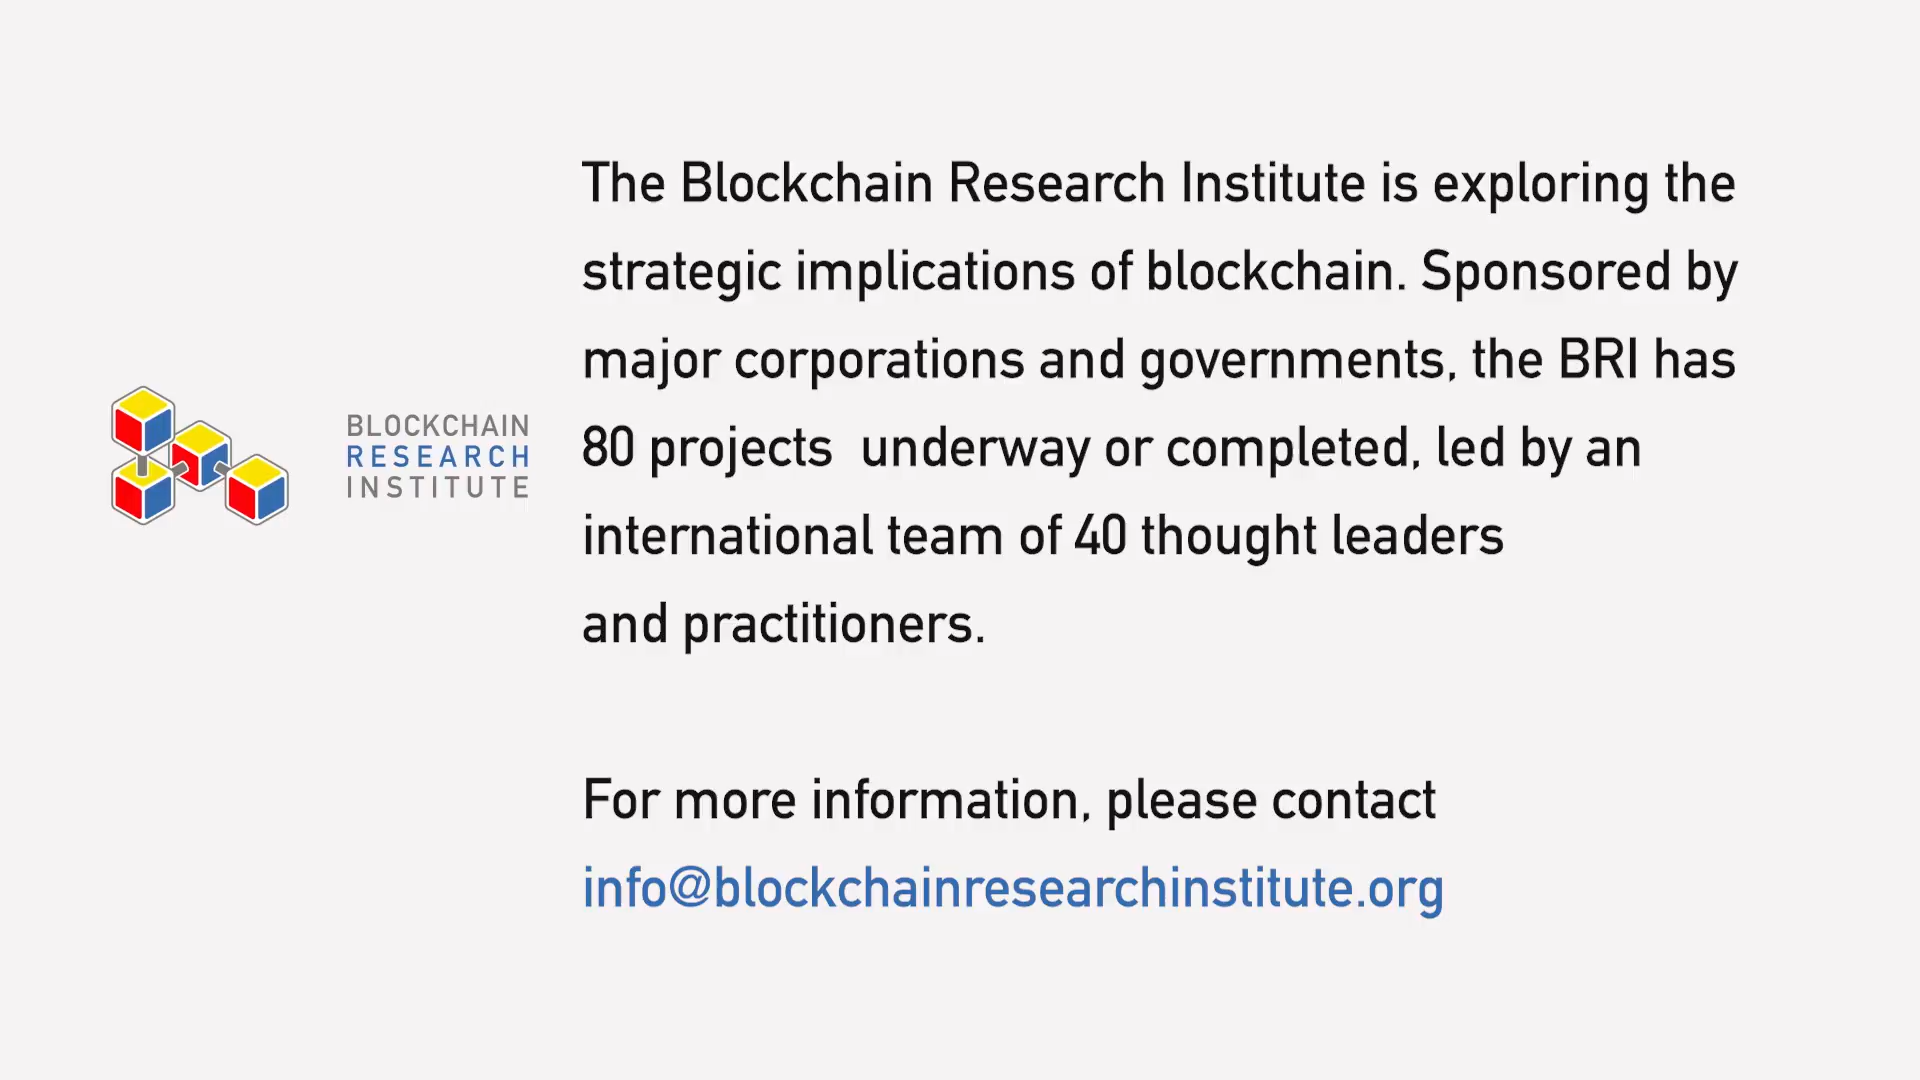 BLOCKCHAIN
RESEARCH
INSTITUTE
The Blockchain Research Institute is exploring the
strategic implications of blockchain. Sponsored by
major corporations and governments, the BRI has
80 projects  underway or completed, led by an
international team of 40 thought leaders
and practitioners.
For more information, please contact
info@blockchainresearchinstitute.org